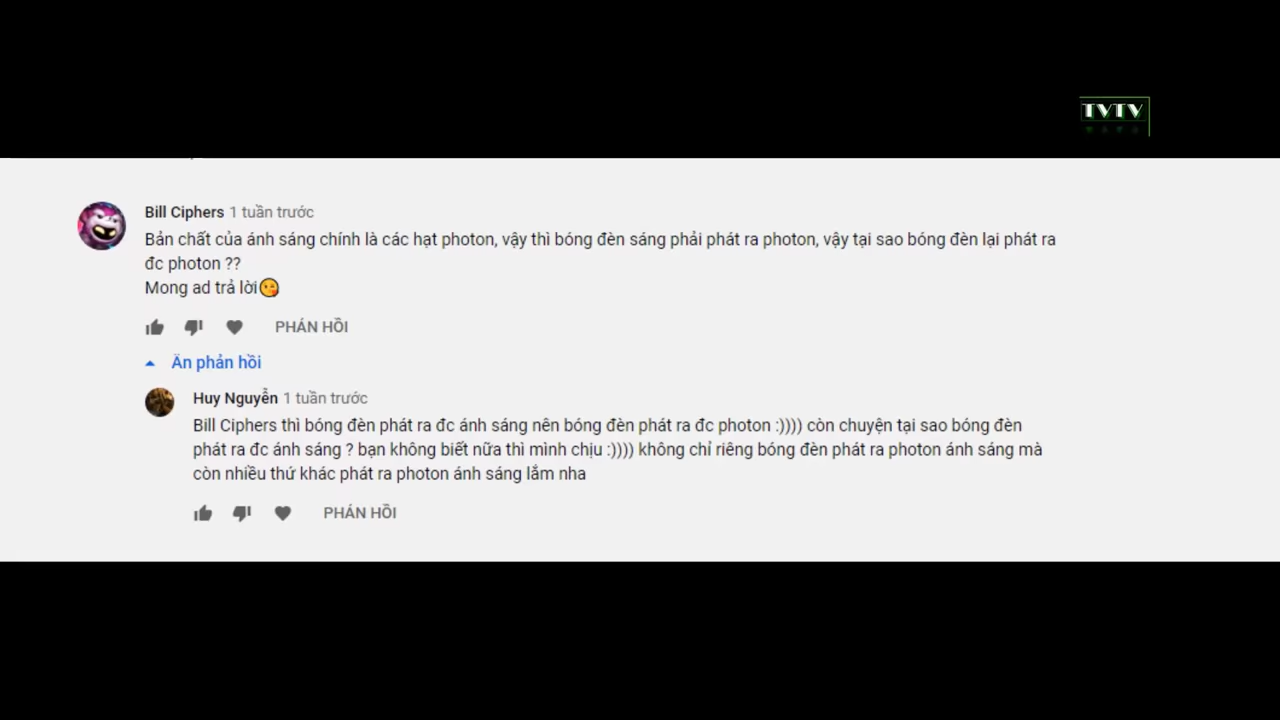 TVTV
Bill Ciphers 1 tuần trước
Bản chất của ánh sáng chính là các hạt photon, vậy thì bóng đèn sáng phải phát ra photon, vậy tại sao bóng đèn lại phát ra
đc photon ??
Mong ad trả lời😘
PHẢN HỒI
Ẩn phản hồi
Huy Nguyễn 1 tuần trước
Bill Ciphers thì bóng đèn phát ra đc ánh sáng nên bóng đèn phát ra đc photon :)))) còn chuyện tại sao bóng đèn
phát ra đc ánh sáng ? bạn không biết nữa thì mình chịu :)))) không chỉ riêng bóng đèn phát ra photon ánh sáng mà
còn nhiều thứ khác phát ra photon ánh sáng lắm nha
PHẢN HỒI